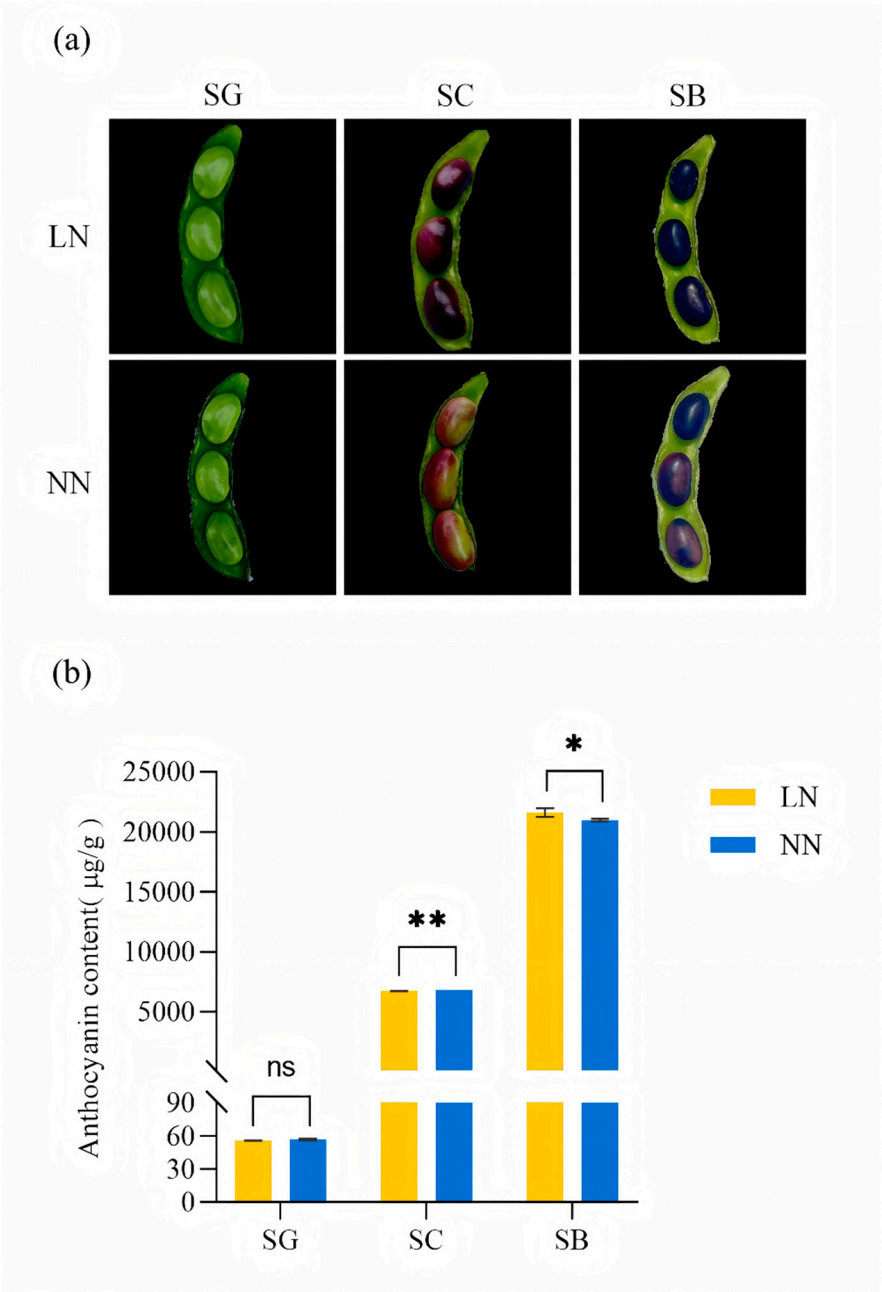 (a)
SG SC SB
LN
NN
(b)
Anthocyanin content( μg/g )
25000
20000
15000
10000
5000
90
60
30
0
ns
**
*
LN
NN
SG SC SB